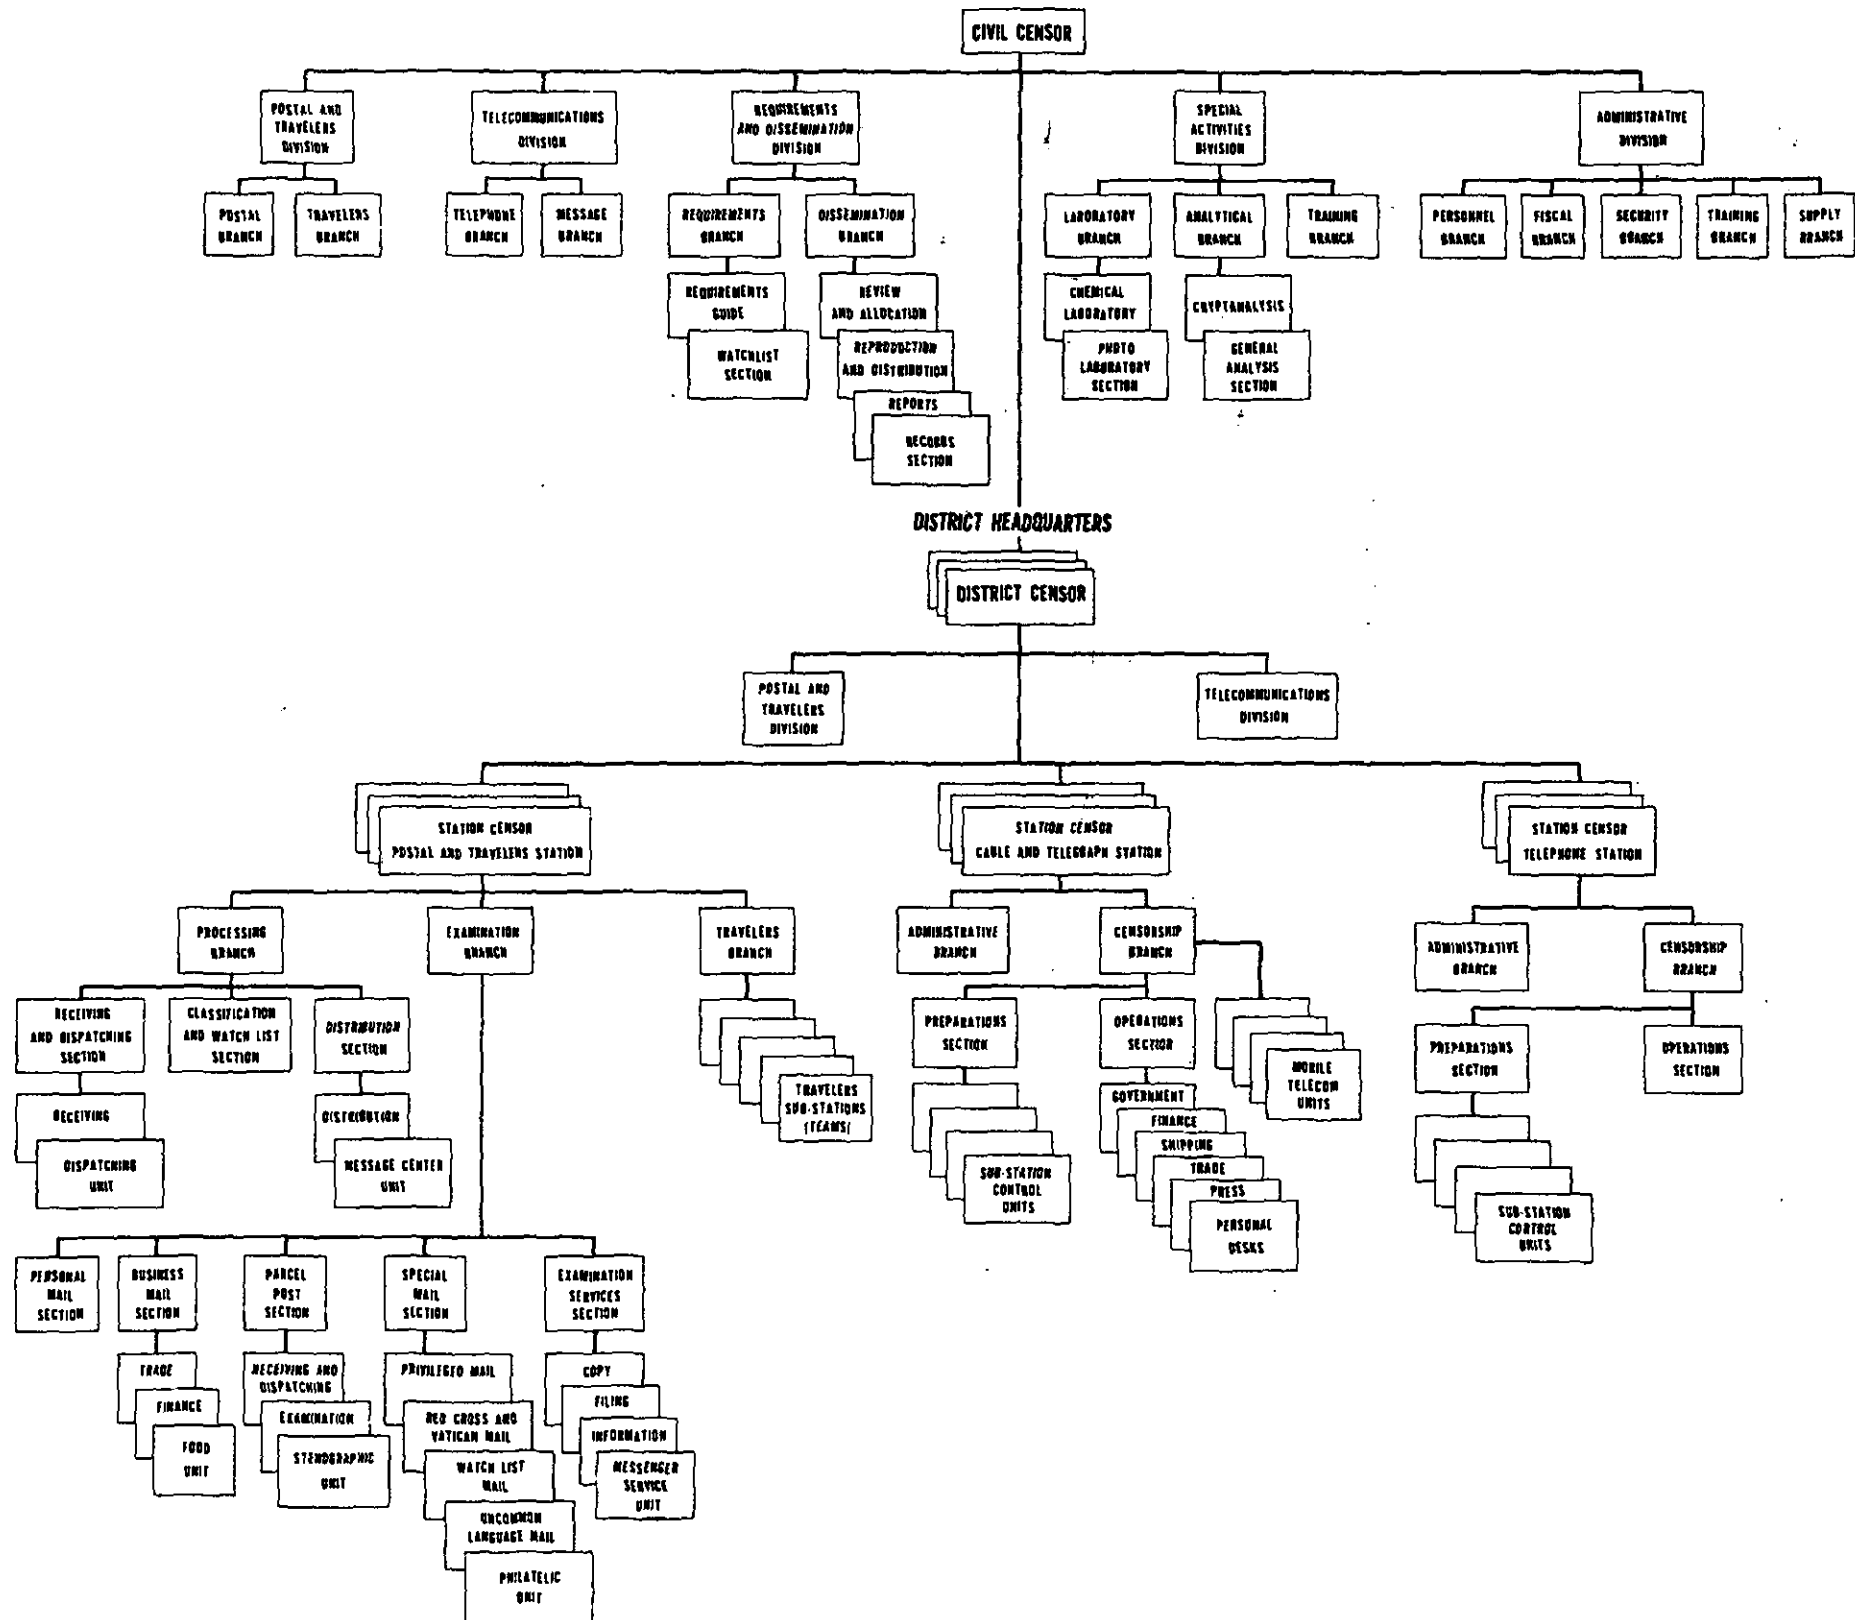 CIVIL CENSOR
POSTAL AND
TRAVELERS
DIVISION
TELECOMMUNICATIONS
DIVISION
REQUIREMENTS
AND DISSEMINATION
DIVISION
SPECIAL
ACTIVITIES
DIVISION
ADMINISTRATIVE
DIVISION
POSTAL
BRANCH
TRAVELERS
BRANCH
TELEPHONE
BRANCH
MESSAGE
BRANCH
REQUIREMENTS
BRANCH
DISSEMINATION
BRANCH
LABORATORY
BRANCH
ANALYTICAL
BRANCH
TRAINING
BRANCH
PERSONNEL
BRANCH
FISCAL
BRANCH
SECURITY
BRANCH
TRAINING
BRANCH
SUPPLY
BRANCH
REQUIREMENTS
GUIDE
WATCHLIST
SECTION
REVIEW
AND ALLOCATION
REPRODUCTION
AND DISTRIBUTION
REPORTS
RECORDS
SECTION
CHEMICAL
LABORATORY
PHOTO
LABORATORY
SECTION
CRYPTANALYSIS
GENERAL
ANALYSIS
SECTION
DISTRICT HEADQUARTERS
DISTRICT CENSOR
POSTAL AND
TRAVELERS
DIVISION
TELECOMMUNICATIONS
DIVISION
STATION CENSOR
POSTAL AND TRAVELERS STATION
STATION CENSOR
CABLE AND TELEGRAPH STATION
STATION CENSOR
TELEPHONE STATION
PROCESSING
BRANCH
EXAMINATION
BRANCH
TRAVELERS
BRANCH
ADMINISTRATIVE
BRANCH
CENSORSHIP
BRANCH
ADMINISTRATIVE
BRANCH
CENSORSHIP
BRANCH
RECEIVING
AND DISPATCHING
SECTION
CLASSIFICATION
AND WATCH LIST
SECTION
DISTRIBUTION
SECTION
TRAVELERS
SUB-STATIONS
(TEAMS)
PREPARATIONS
SECTION
OPERATIONS
SECTION
MOBILE
TELECOM
UNITS
PREPARATIONS
SECTION
OPERATIONS
SECTION
RECEIVING
DISPATCHING
UNIT
DISTRIBUTION
MESSAGE CENTER
UNIT
SUB-STATION
CONTROL
UNITS
GOVERNMENT
FINANCE
SHIPPING
TRADE
PRESS
PERSONAL
DESKS
SUB-STATION
CONTROL
UNITS
PERSONAL
MAIL
SECTION
BUSINESS
MAIL
SECTION
PARCEL
POST
SECTION
SPECIAL
MAIL
SECTION
EXAMINATION
SERVICES
SECTION
TRADE
FINANCE
FOOD
UNIT
RECEIVING AND
DISPATCHING
EXAMINATION
STENOGRAPHIC
UNIT
PRIVILEGED MAIL
RED CROSS AND
VATICAN MAIL
WATCH LIST
MAIL
UNCOMMON
LANGUAGE MAIL
PHILATELIC
UNIT
COPY
FILING
INFORMATION
MESSENGER
SERVICE
UNIT